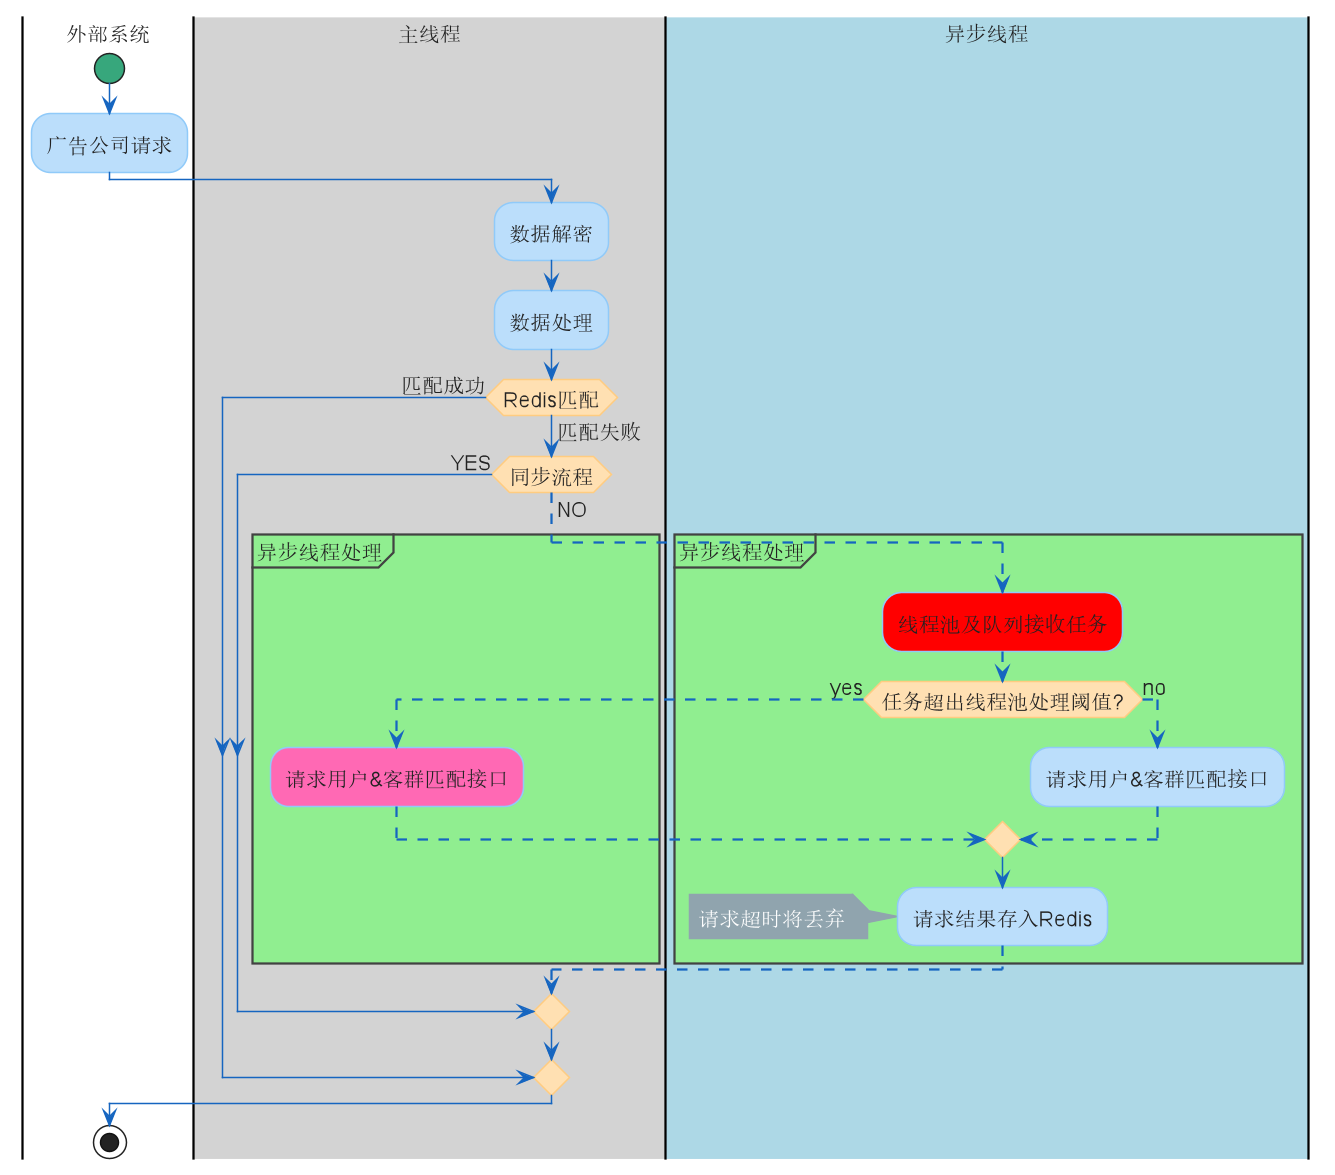 外部系统
主线程
异步线程
广告公司请求
数据解密
数据处理
匹配成功
Redis匹配
匹配失败
YES
同步流程
NO
异步线程处理
异步线程处理
线程池及队列接收任务
yes
任务超出线程池处理阈值?
no
请求用户&客群匹配接口
请求用户&客群匹配接口
请求超时将丢弃
请求结果存入Redis